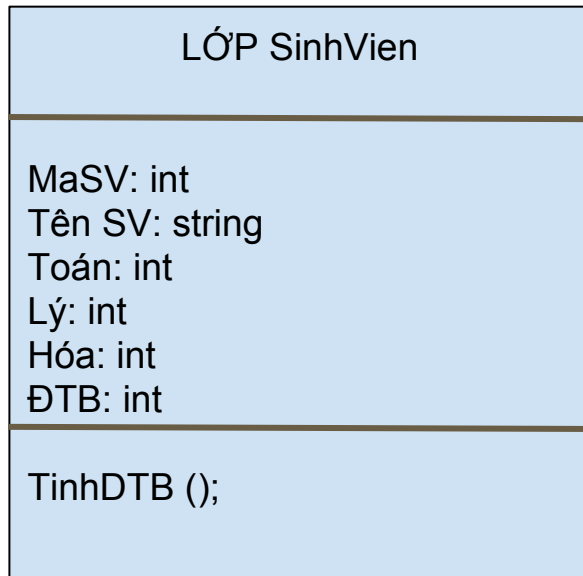 LỚP SinhVien
MaSV: int
Tên SV: string
Toán: int
Lý: int
Hóa: int
ĐTB: int
TinhDTB ();